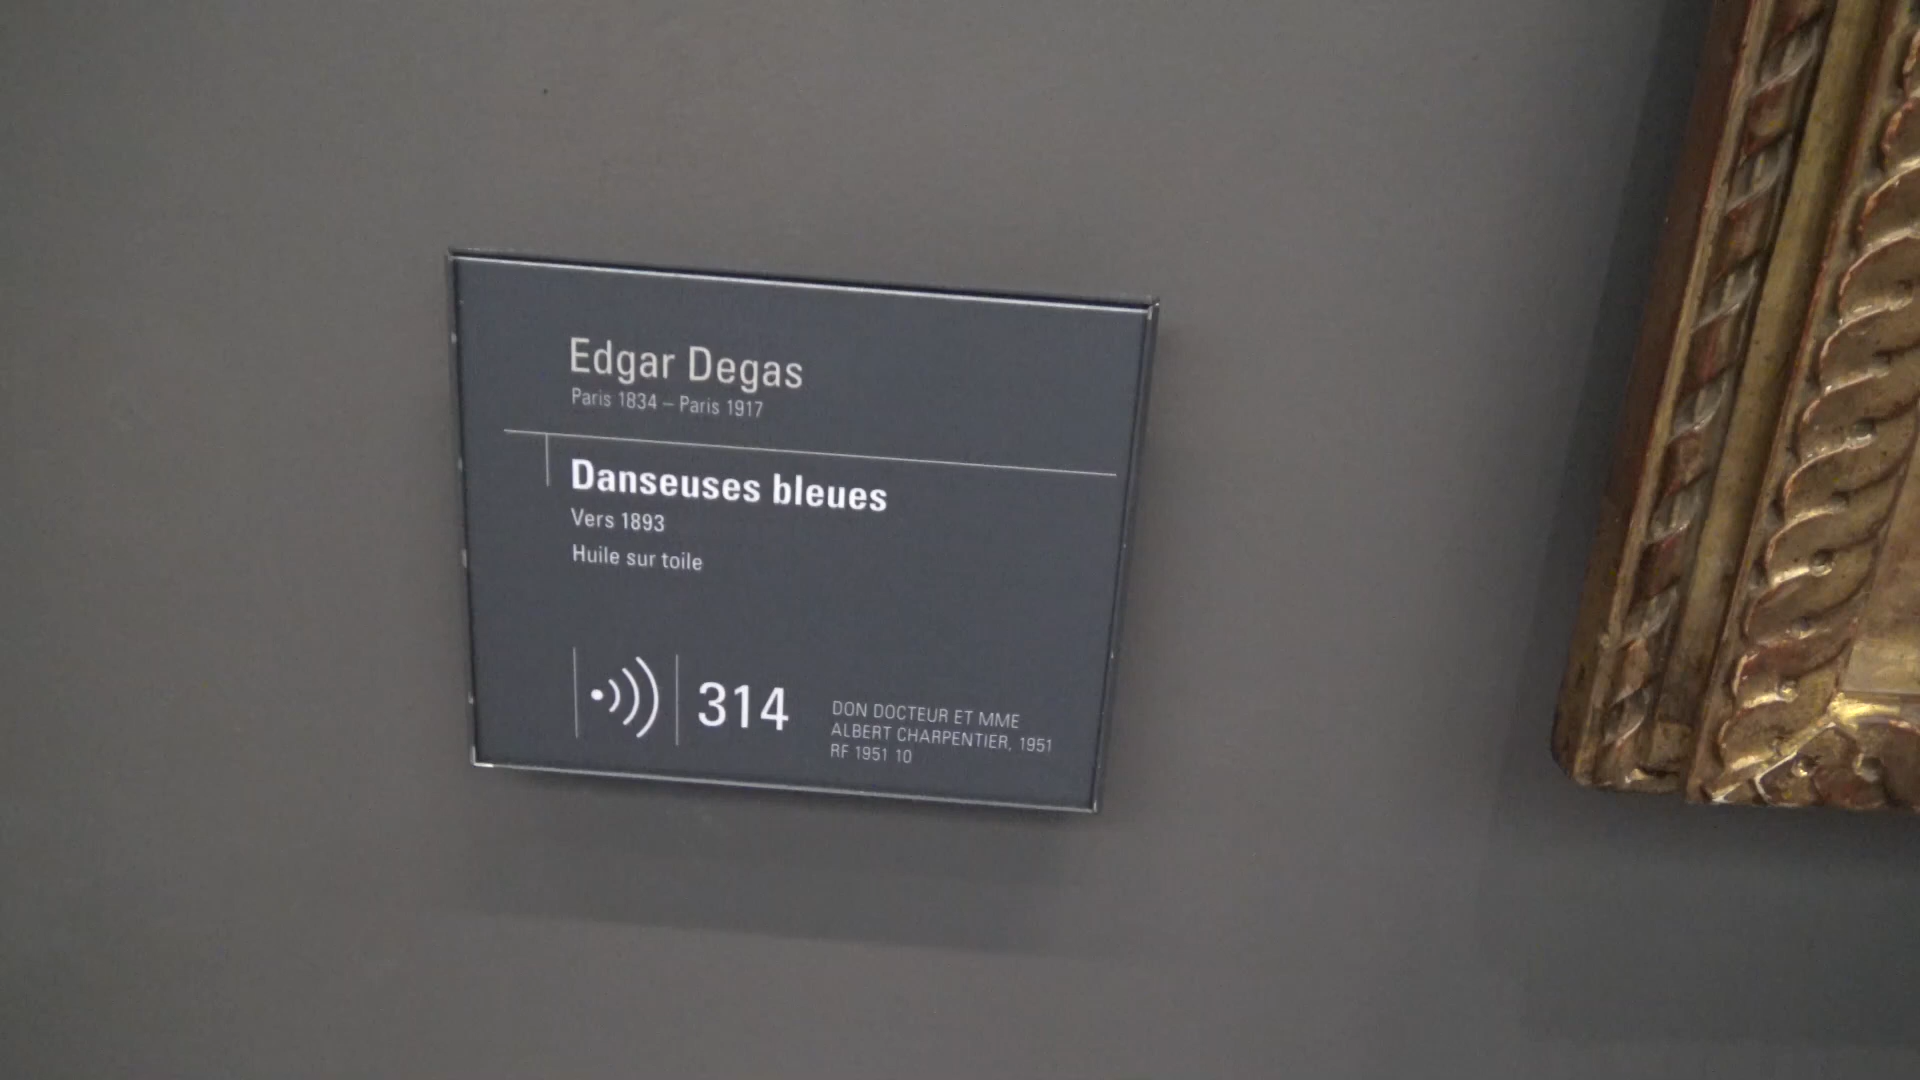 Edgar Degas
Paris 1834 – Paris 1917
Danseuses bleues
Vers 1893
Huile sur toile
314
DON DOCTEUR ET MME
ALBERT CHARPENTIER, 1951
RF 1951 10